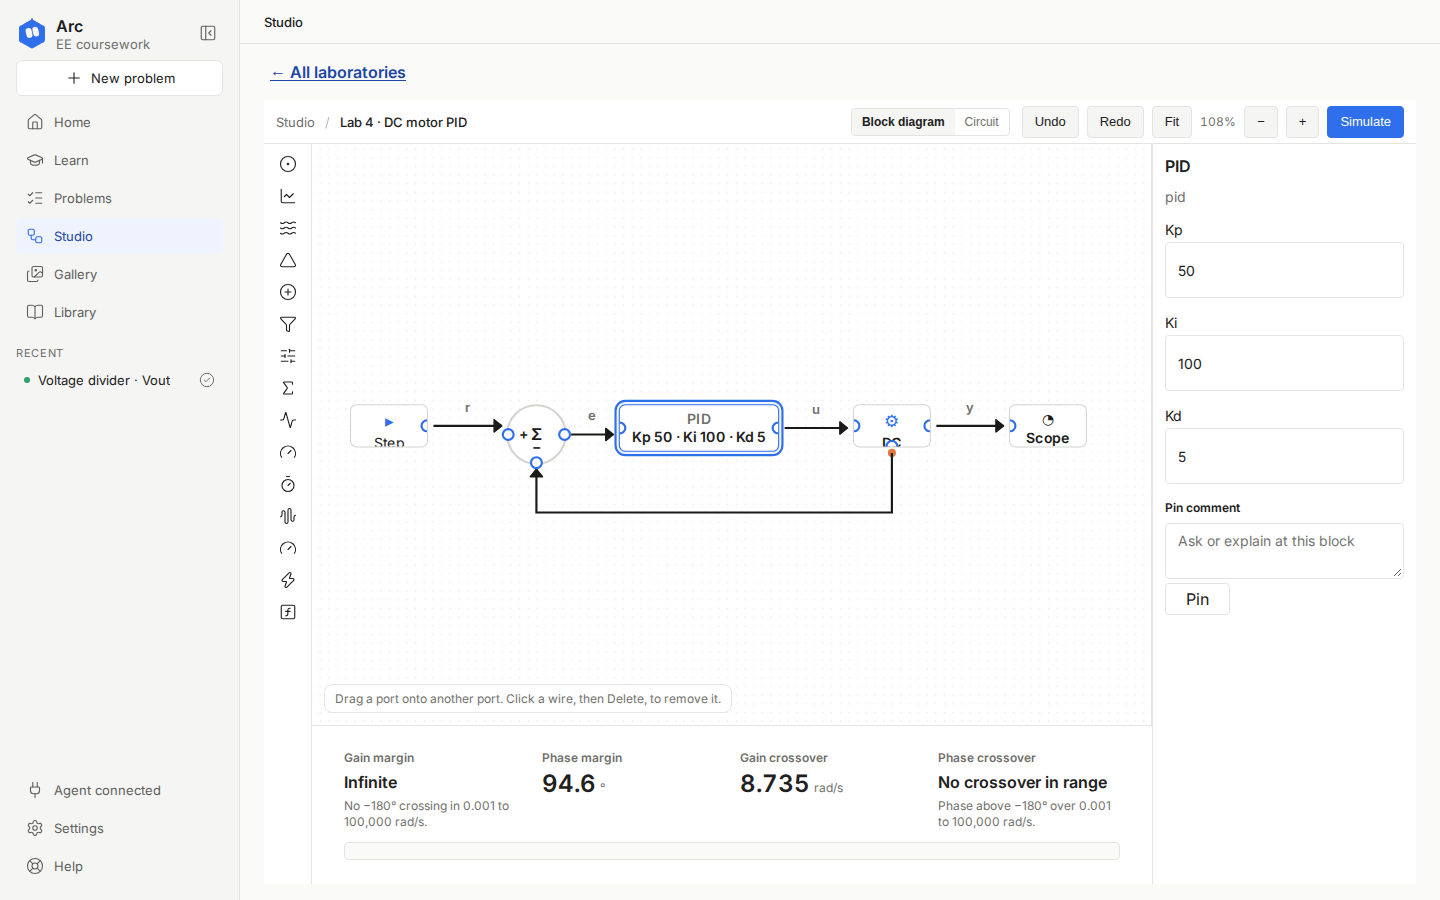 Arc
EE coursework
New problem
Home
Learn
Problems
Studio
Gallery
Library
RECENT
Voltage divider · Vout
Agent connected
Settings
Help
Studio
← All laboratories
Studio / Lab 4 · DC motor PID
Block diagram
Circuit
Undo
Redo
Fit
108%
−
+
Simulate
Step
r
+ Σ
−
e
PID
Kp 50 · Ki 100 · Kd 5
u
DC
y
Scope
Drag a port onto another port. Click a wire, then Delete, to remove it.
Gain margin
Infinite
No −180° crossing in 0.001 to
100,000 rad/s.
Phase margin
94.6 °
Gain crossover
8.735 rad/s
Phase crossover
No crossover in range
Phase above −180° over 0.001
to 100,000 rad/s.
PID
pid
Kp
50
Ki
100
Kd
5
Pin comment
Ask or explain at this block
Pin